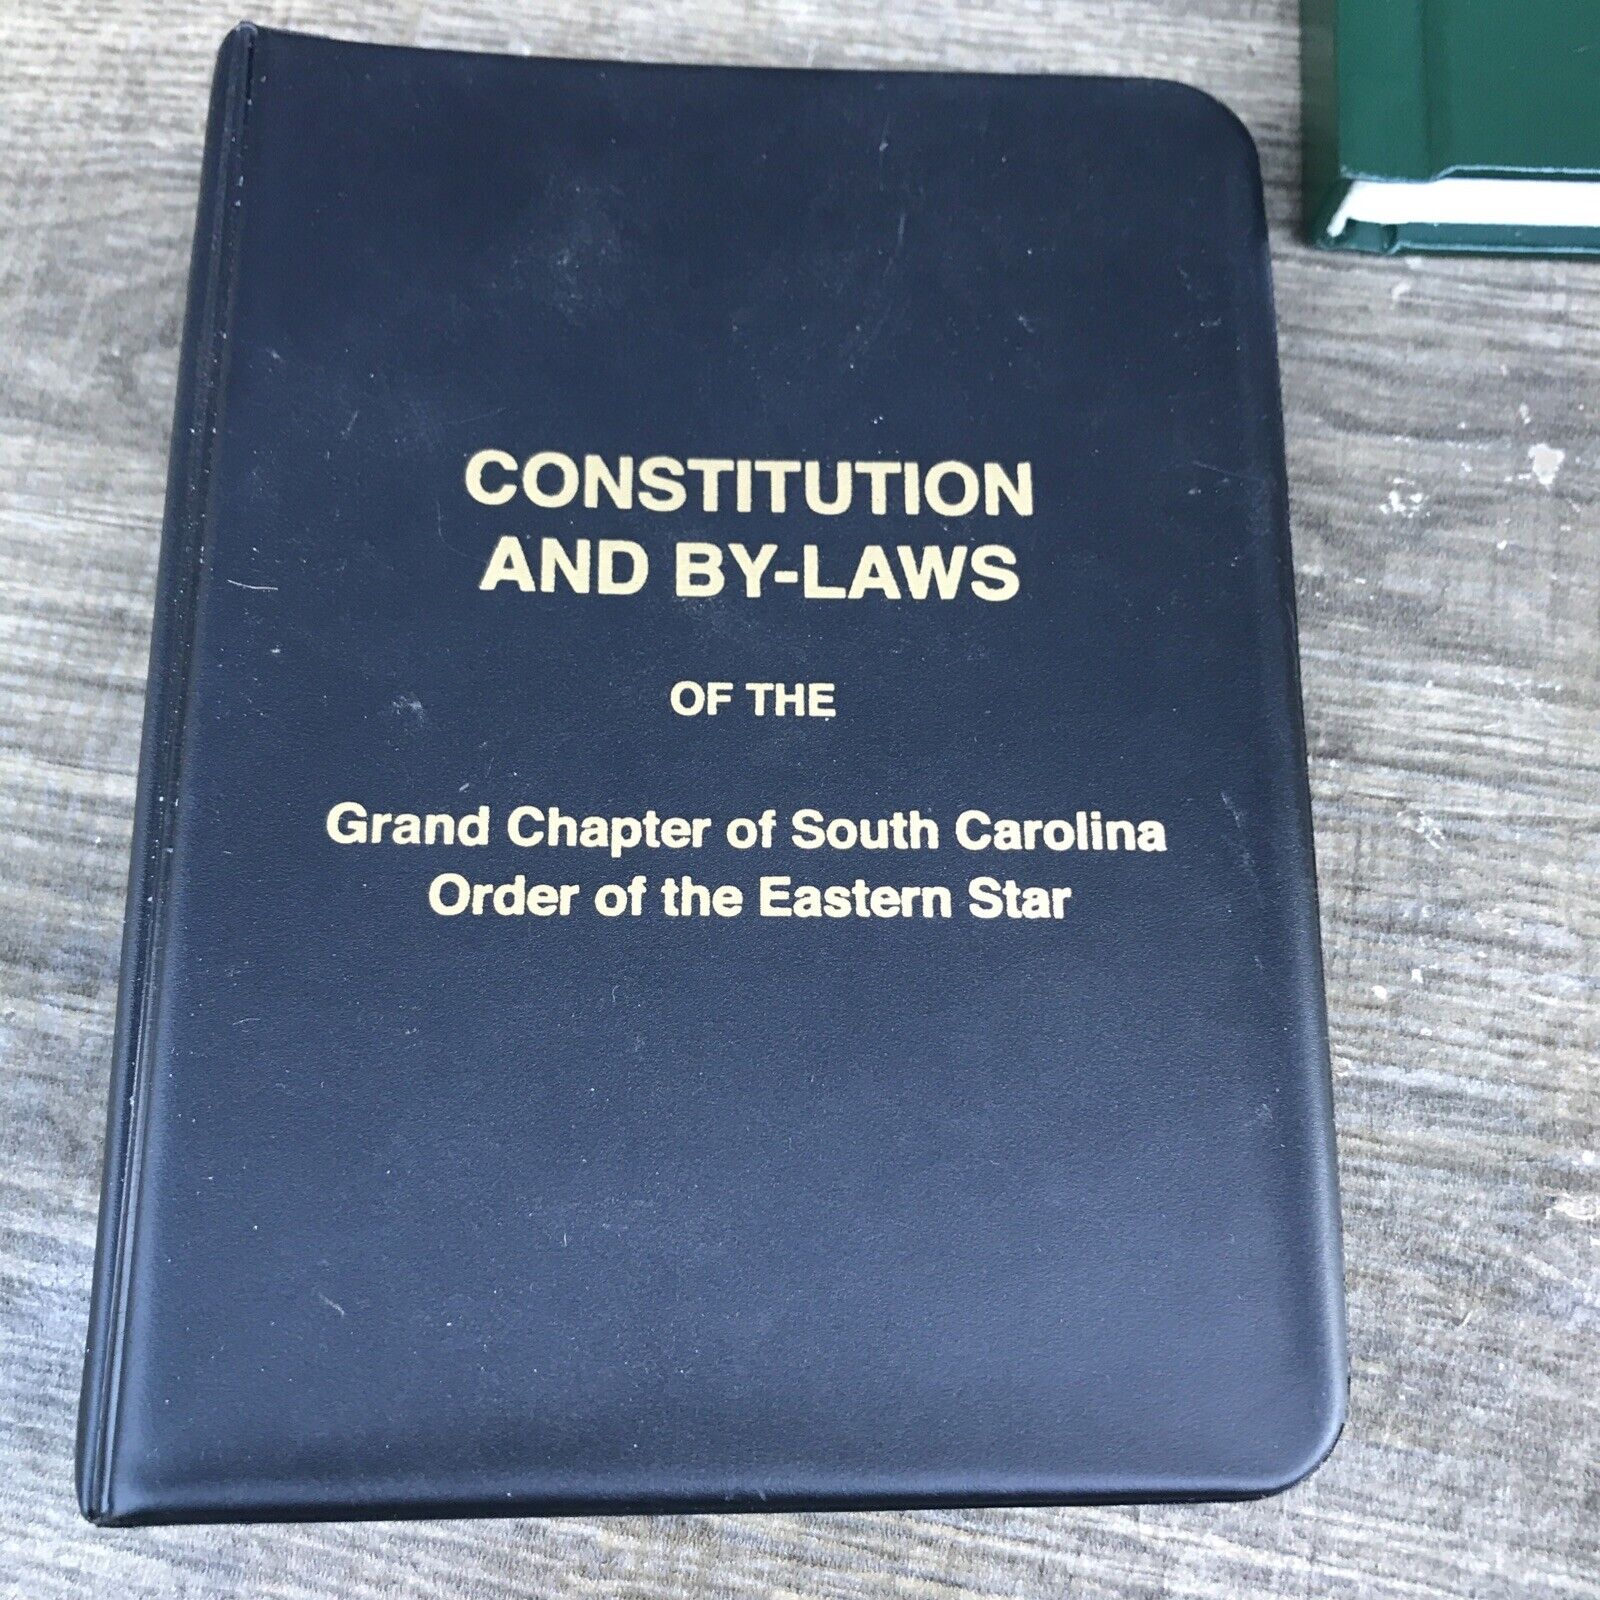 CONSTITUTION
AND BY-LAWS
OF THE
Grand Chapter of South Carolina
Order of the Eastern Star